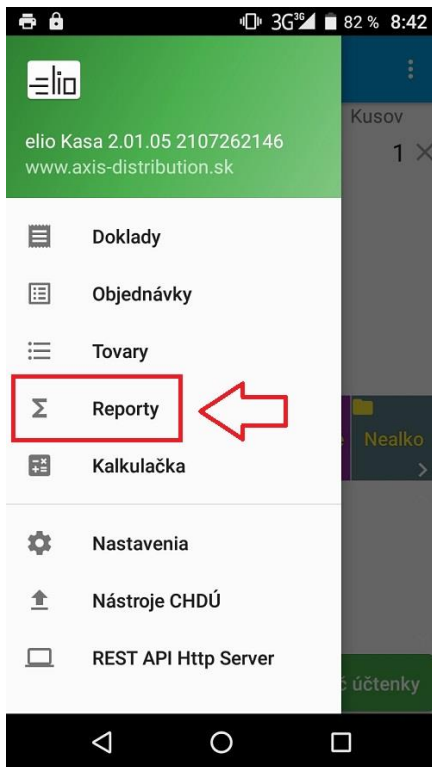 3G 36 82 % 8:42
elio
elio Kasa 2.01.05 2107262146
www.axis-distribution.sk
Kusov
1
Doklady
Objednávky
Tovary
Reporty
Nealko
Kalkulačka
Nastavenia
Nástroje CHDÚ
REST API Http Server
účtenky